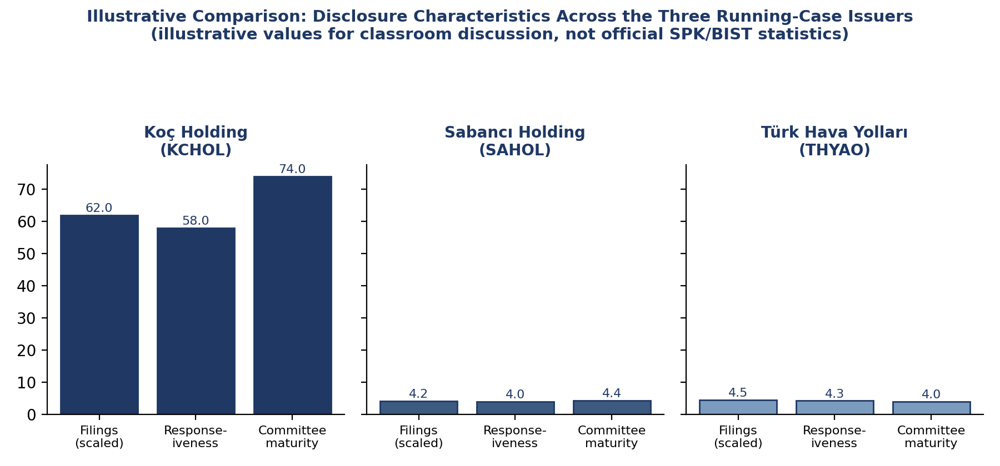 Illustrative Comparison: Disclosure Characteristics Across the Three Running-Case Issuers
(illustrative values for classroom discussion, not official SPK/BIST statistics)
Koç Holding
(KCHOL)
74.0
62.0
58.0
70
60
50
40
30
20
10
0
Filings
(scaled)
Response-
iveness
Committee
maturity
Sabancı Holding
(SAHOL)
4.2
4.0
4.4
Filings
(scaled)
Response-
iveness
Committee
maturity
Türk Hava Yolları
(THYAO)
4.5
4.3
4.0
Filings
(scaled)
Response-
iveness
Committee
maturity